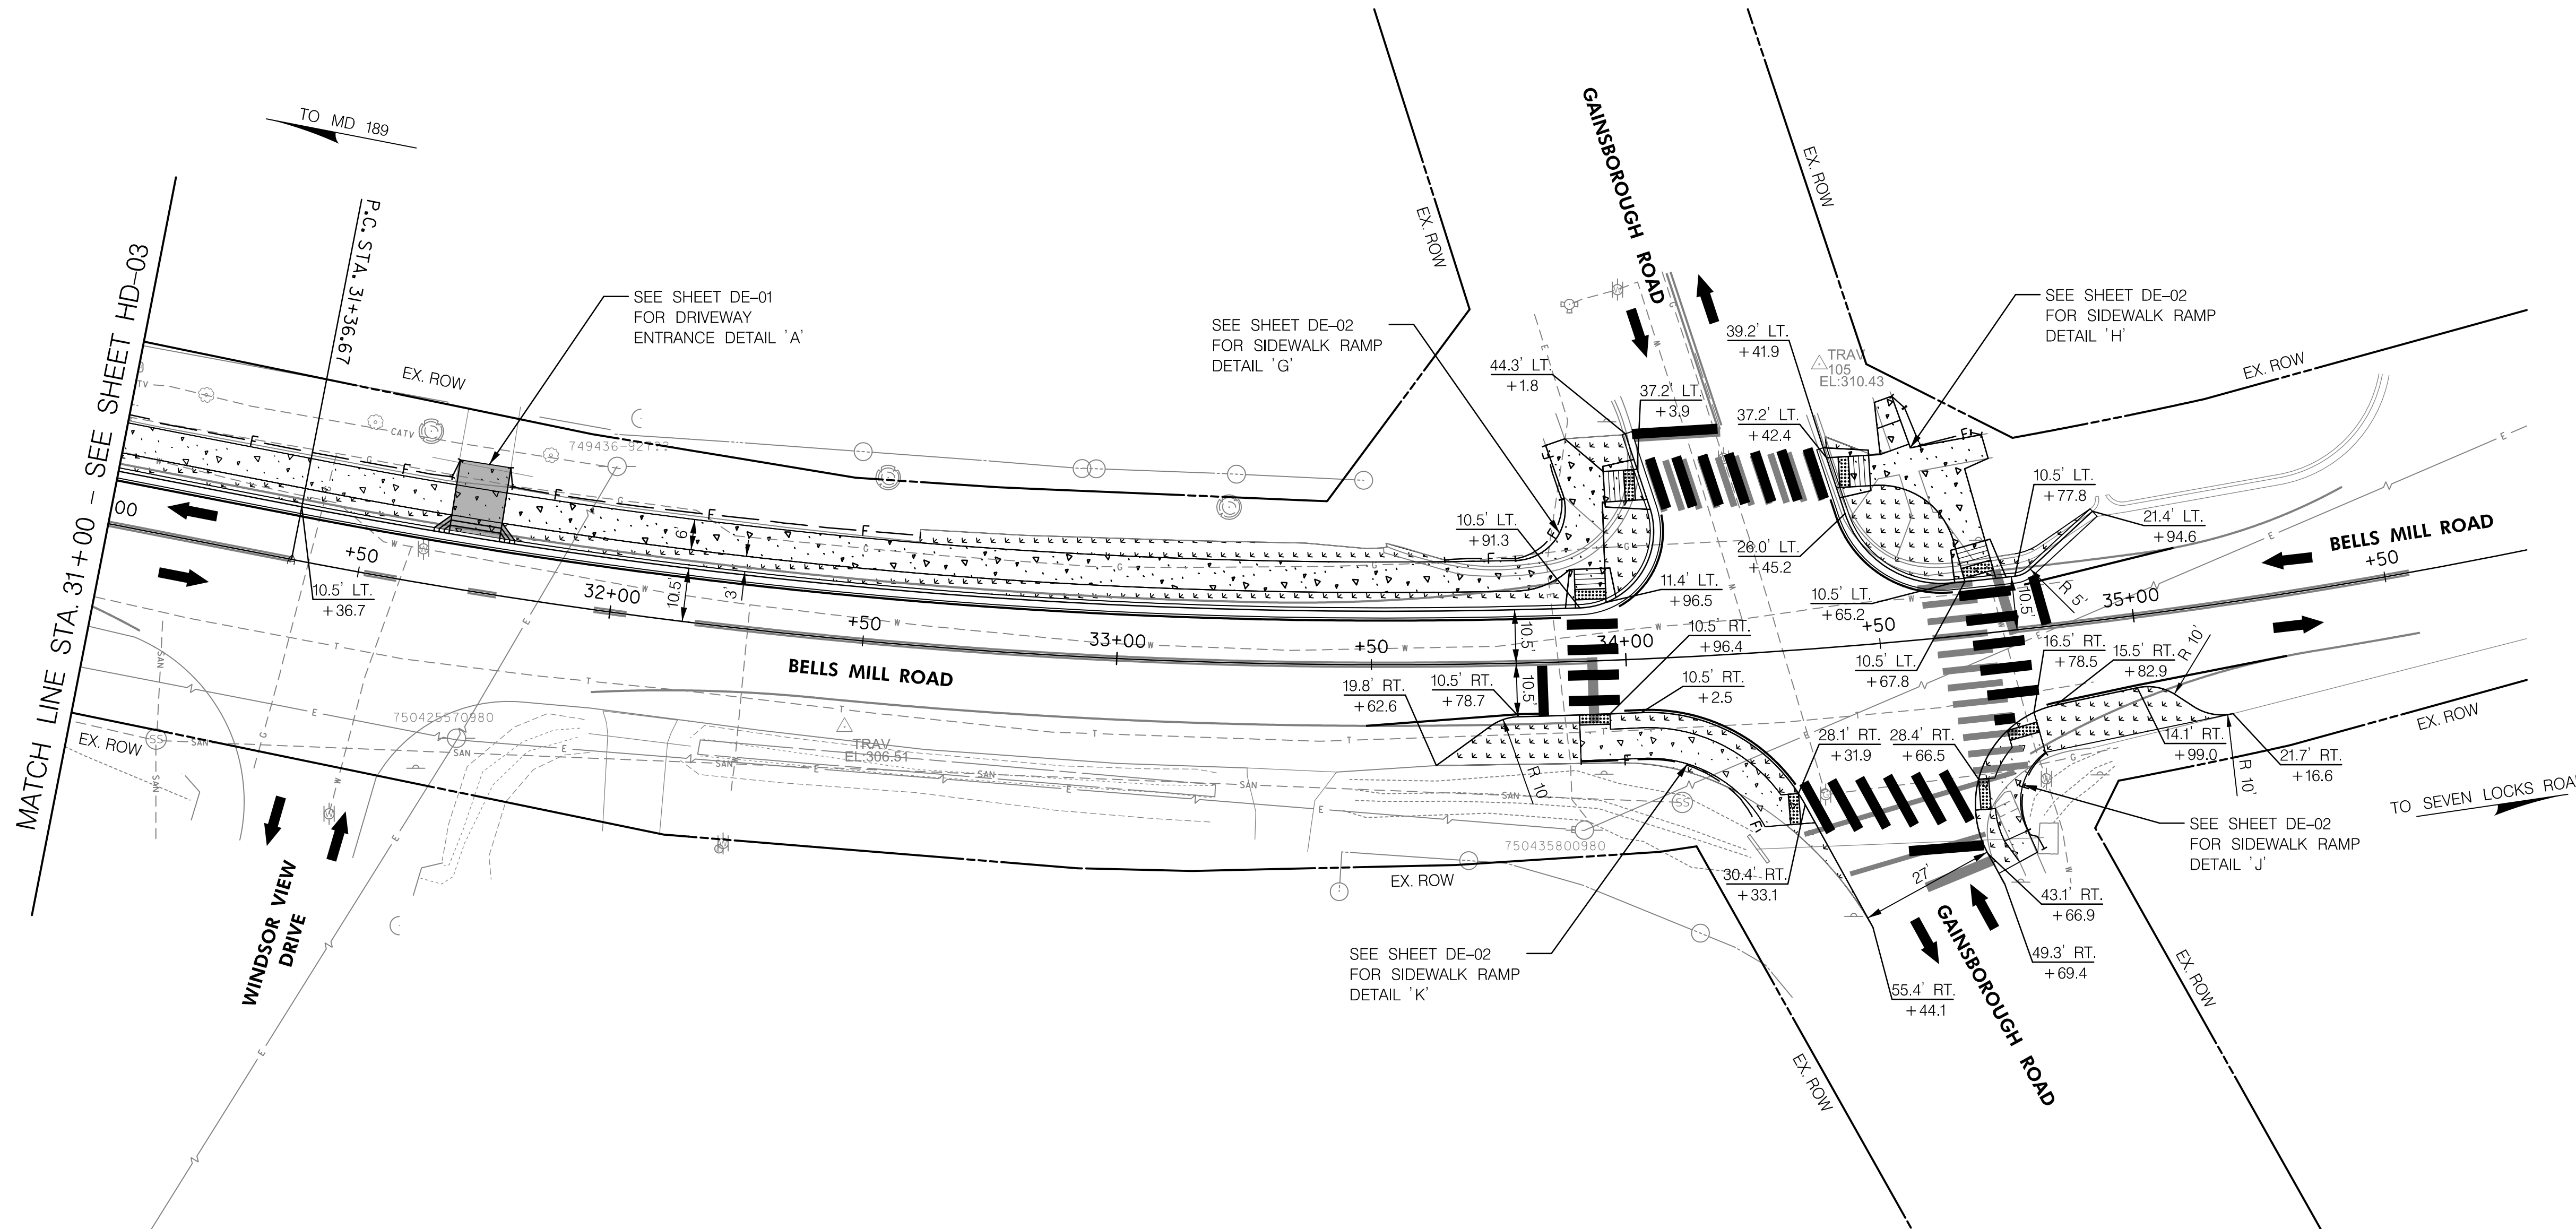 TO MD 189
MATCH LINE STA. 31+00 - SEE SHEET HD-03
P.C. STA. 31+36.67
EX. ROW
SEE SHEET DE-01
FOR DRIVEWAY
ENTRANCE DETAIL 'A'
CATV
749436-92
00
+50
32+00
+50
33+00
+50
34+00
+50
35+00
+50
10.5' LT.
+36.7
6'
10.5'
3'
BELLS MILL ROAD
750425570980
TRAV
EL:306.51
EX. ROW
WINDSOR VIEW
DRIVE
SEE SHEET DE-02
FOR SIDEWALK RAMP
DETAIL 'G'
EX. ROW
GAINSBOROUGH ROAD
EX. ROW
44.3' LT.
+1.8
37.2' LT.
+3.9
39.2' LT.
+41.9
37.2' LT.
+42.4
TRAV
105
EL:310.43
SEE SHEET DE-02
FOR SIDEWALK RAMP
DETAIL 'H'
EX. ROW
10.5' LT.
+91.3
11.4' LT.
+96.5
26.0' LT.
+45.2
10.5' LT.
+65.2
10.5' LT.
+67.8
10.5' LT.
+77.8
21.4' LT.
+94.6
R 5'
10.5'
BELLS MILL ROAD
10.5'
10.5'
10.5' RT.
+96.4
10.5' RT.
+2.5
19.8' RT.
+62.6
10.5' RT.
+78.7
R 10'
16.5' RT.
+78.5
15.5' RT.
+82.9
R 10'
14.1' RT.
+99.0
21.7' RT.
+16.6
R 10'
EX. ROW
TO SEVEN LOCKS ROA
28.1' RT.
+31.9
28.4' RT.
+66.5
SEE SHEET DE-02
FOR SIDEWALK RAMP
DETAIL 'J'
750435800980
EX. ROW
30.4' RT.
+33.1
27'
43.1' RT.
+66.9
49.3' RT.
+69.4
55.4' RT.
+44.1
SEE SHEET DE-02
FOR SIDEWALK RAMP
DETAIL 'K'
GAINSBOROUGH ROAD
EX. ROW
EX. ROW